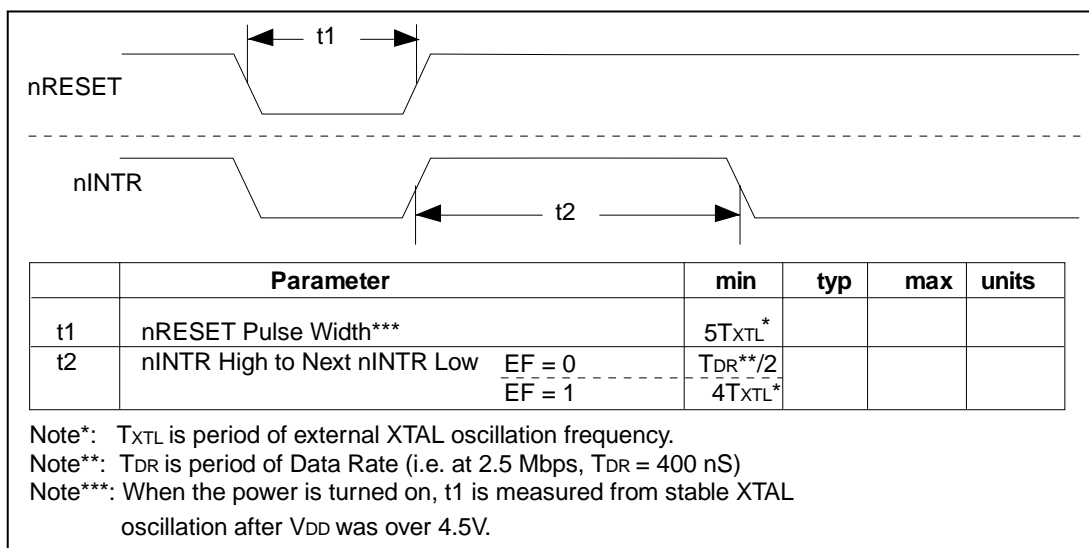 t1
nRESET
nINTR
t2
Parameter min typ max units
t1 nRESET Pulse Width*** 5TXTL*
t2 nINTR High to Next nINTR Low EF = 0 TDR**/2
EF = 1 4TXTL*
Note*: TXTL is period of external XTAL oscillation frequency.
Note**: TDR is period of Data Rate (i.e. at 2.5 Mbps, TDR = 400 nS)
Note***: When the power is turned on, t1 is measured from stable XTAL
oscillation after VDD was over 4.5V.